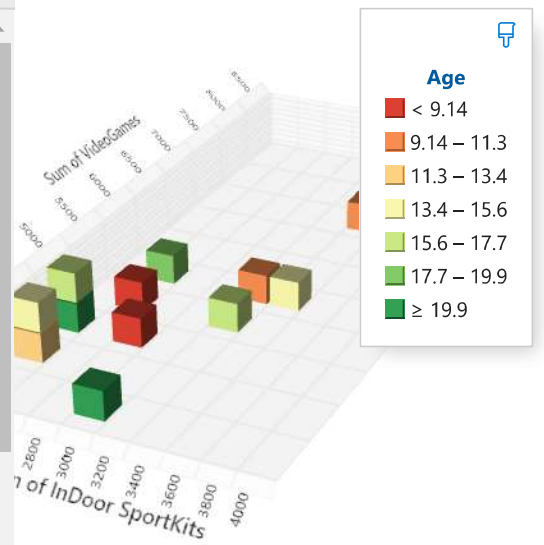 8500
8000
7500
7000
6500
6000
5500
5000
Sum of VideoGames
Age
< 9.14
9.14 – 11.3
11.3 – 13.4
13.4 – 15.6
15.6 – 17.7
17.7 – 19.9
≥ 19.9
2800
3000
3200
3400
3600
3800
4000
n of InDoor SportKits